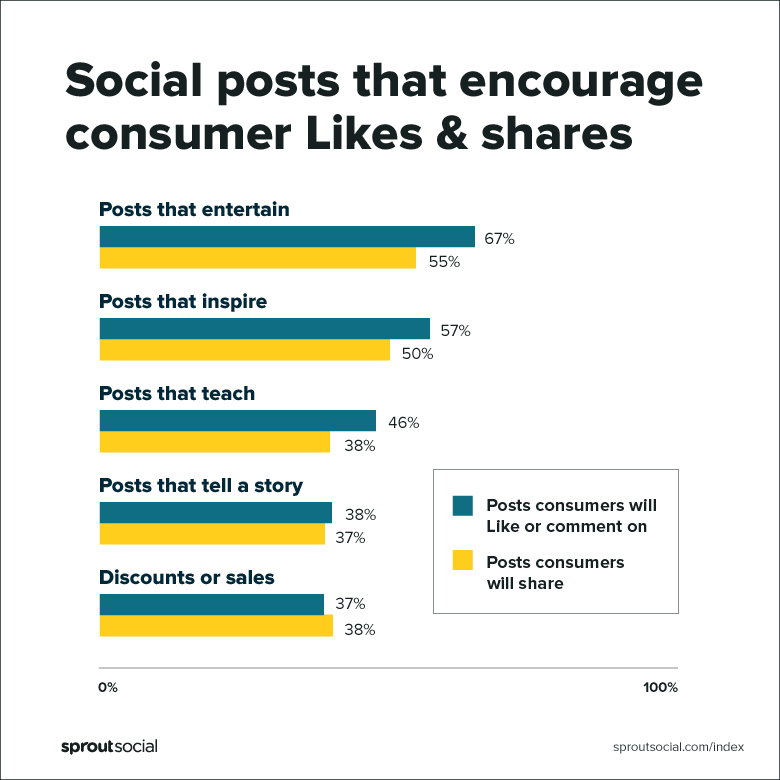 Social posts that encourage
consumer Likes & shares
Posts that entertain
67%
55%
Posts that inspire
57%
50%
Posts that teach
46%
38%
Posts that tell a story
38%
37%
Discounts or sales
37%
38%
Posts consumers will
Like or comment on
Posts consumers
will share
0%
100%
sproutsocial
sproutsocial.com/index